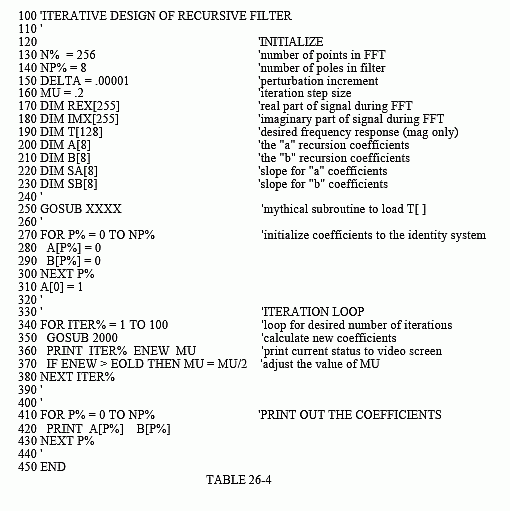 100 'ITERATIVE DESIGN OF RECURSIVE FILTER
110 '
120 'INITIALIZE
130 N% = 256 'number of points in FFT
140 NP% = 8 'number of poles in filter
150 DELTA = .00001 'perturbation increment
160 MU = .2 'iteration step size
170 DIM REX[255] 'real part of signal during FFT
180 DIM IMX[255] 'imaginary part of signal during FFT
190 DIM T[128] 'desired frequency response (mag only)
200 DIM A[8] 'the "a" recursion coefficients
210 DIM B[8] 'the "b" recursion coefficients
220 DIM SA[8] 'slope for "a" coefficients
230 DIM SB[8] 'slope for "b" coefficients
240 '
250 GOSUB XXXX 'mythical subroutine to load T[ ]
260 '
270 FOR P% = 0 TO NP% 'initialize coefficients to the identity system
280 A[P%] = 0
290 B[P%] = 0
300 NEXT P%
310 A[0] = 1
320 '
330 ' 'ITERATION LOOP
340 FOR ITER% = 1 TO 100 'loop for desired number of iterations
350 GOSUB 2000 'calculate new coefficients
360 PRINT ITER% ENEW MU 'print current status to video screen
370 IF ENEW > EOLD THEN MU = MU/2 'adjust the value of MU
380 NEXT ITER%
390 '
400 '
410 FOR P% = 0 TO NP% 'PRINT OUT THE COEFFICIENTS
420 PRINT A[P%] B[P%]
430 NEXT P%
440 '
450 END
TABLE 26-4